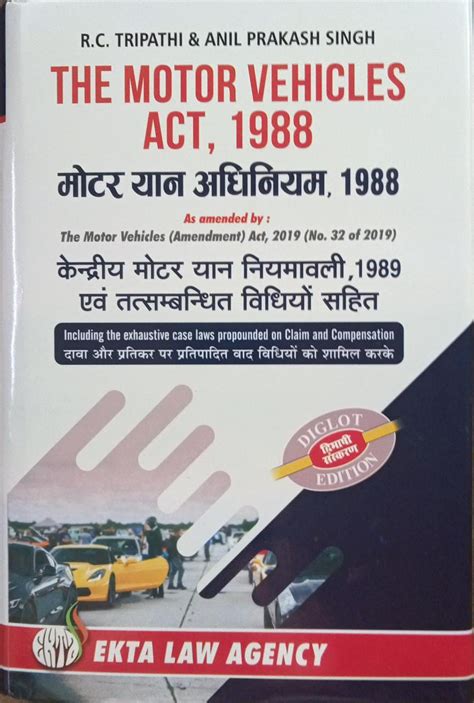 R.C. TRIPATHI & ANIL PRAKASH SINGH
THE MOTOR VEHICLES
ACT, 1988
मोटर यान अधिनियम, 1988
As amended by :
The Motor Vehicles (Amendment) Act, 2019 (No. 32 of 2019)
केन्द्रीय मोटर यान नियमावली,1989
एवं तत्सम्बन्धित विधियों सहित
Including the exhaustive case laws propounded on Claim and Compensation
दावा और प्रतिकर पर प्रतिपादित वाद विधियों को शामिल करके
DIGLOT
द्विभाषी
संस्करण
EDITION
EKTA
EKTA LAW AGENCY